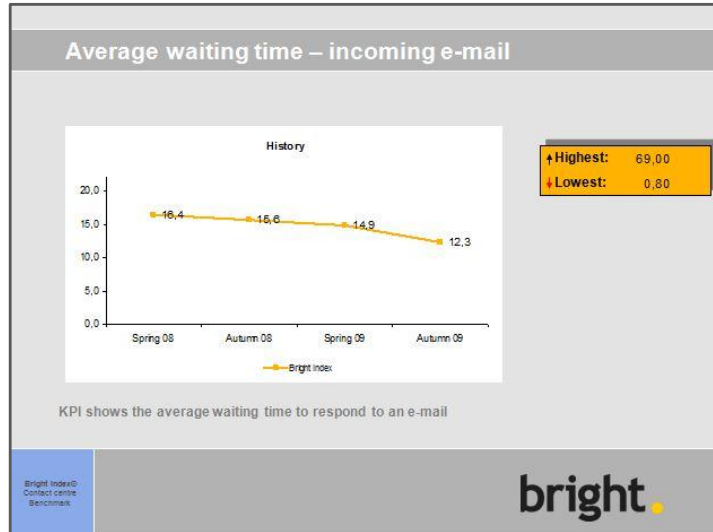 Average waiting time – incoming e-mail
History
20,0
15,0
10,0
5,0
0,0
16,4
15,6
14,9
12,3
Spring 08
Autumn 08
Spring 09
Autumn 09
Bright index
Highest: 69,00
Lowest: 0,80
KPI shows the average waiting time to respond to an e-mail
Bright Index©
Contact centre
Benchmark
bright.